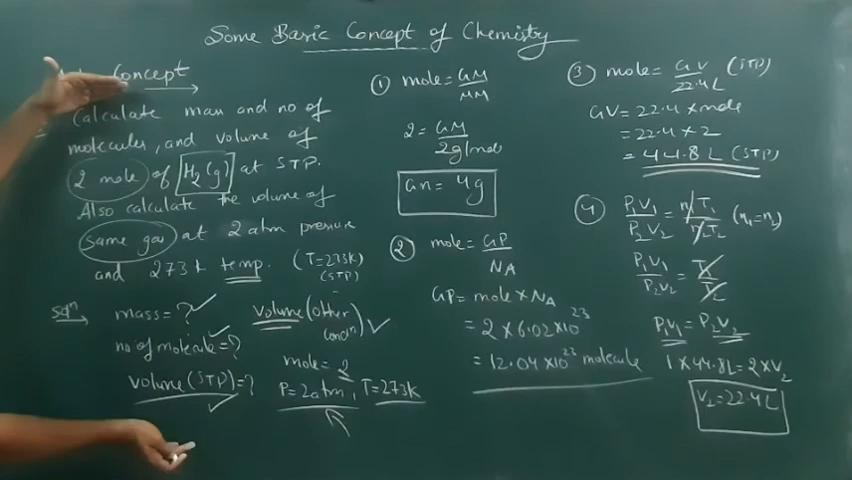 Some Basic Concept of Chemistry
Concept
Calculate mass and no of
molecules, and volume of
2 mole of H₂(g) at STP.
Also calculate the volume of
same gas at 2 atm pressure
and 273 k temp. (T=273k)
(STP)
Solⁿ
mass = ?
no of molecule = ?
volume (STP) = ?
volume (other
condⁿ)
mole = 2
P = 2atm, T = 273k
① mole = GM
MM
2 = GM
2g/mol
Gm = 4g
② mole = GP
NA
GP = mole × NA
= 2 × 6.02 × 10²³
= 12.04 × 10²³ molecule
③ mole = GV (STP)
22.4 L
GV = 22.4 × mole
= 22.4 × 2
= 44.8 L (STP)
④ P₁V₁ = n₁T₁ (n₁=n₂)
P₂V₂ n₂T₂
P₁V₁ = T₁
P₂V₂ T₂
P₁V₁ = P₂V₂
1 × 44.8L = 2 × V₂
V₂ = 22.4 L